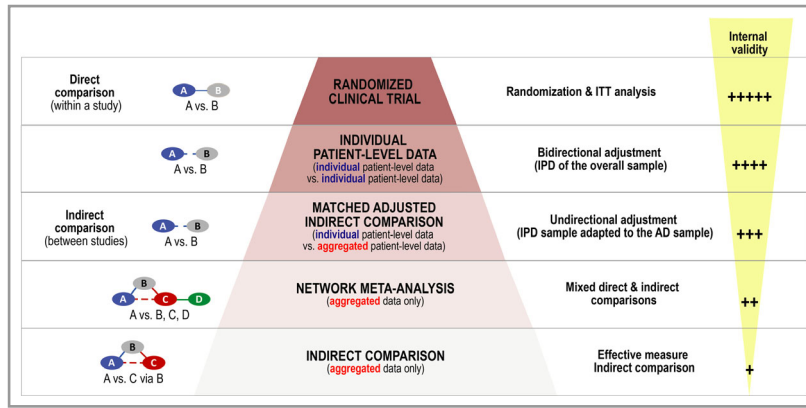 Internal
validity
Direct
comparison
(within a study)
A B
A vs. B
RANDOMIZED
CLINICAL TRIAL
Randomization & ITT analysis
+++++
A B
A vs. B
INDIVIDUAL
PATIENT-LEVEL DATA
(individual patient-level data
vs. individual patient-level data)
Bidirectional adjustment
(IPD of the overall sample)
++++
Indirect
comparison
(between studies)
A B
A vs. B
MATCHED ADJUSTED
INDIRECT COMPARISON
(individual patient-level data
vs. aggregated patient-level data)
Undirectional adjustment
(IPD sample adapted to the AD sample)
+++
B
A C D
A vs. B, C, D
NETWORK META-ANALYSIS
(aggregated data only)
Mixed direct & indirect
comparisons
++
B
A C
A vs. C via B
INDIRECT COMPARISON
(aggregated data only)
Effective measure
Indirect comparison
+